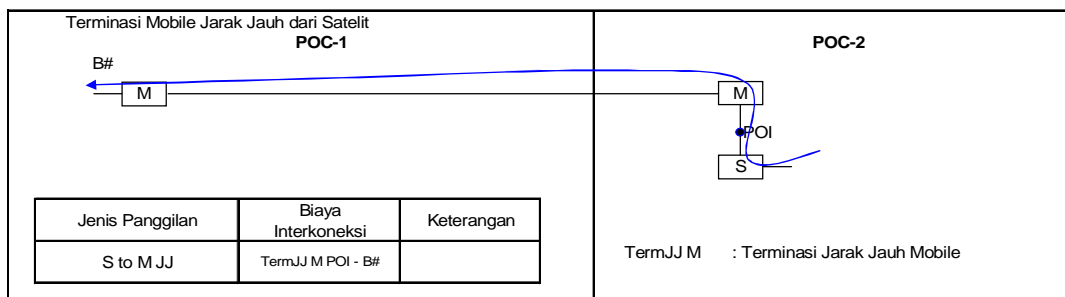 Terminasi Mobile Jarak Jauh dari Satelit
POC-1
POC-2
B#
M
M
POI
S
Jenis Panggilan
Biaya
Interkoneksi
Keterangan
S to M JJ
TermJJ M POI - B#
TermJJ M : Terminasi Jarak Jauh Mobile